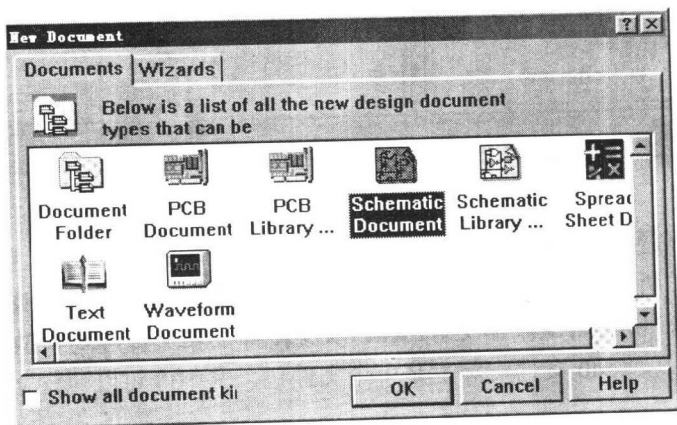 New Document
Documents Wizards
Below is a list of all the new design document
types that can be
Document Folder
PCB Document
PCB Library ...
Schematic Document
Schematic Library ...
Spread
Sheet D
Text Document
Waveform Document
Show all document kin
OK Cancel Help